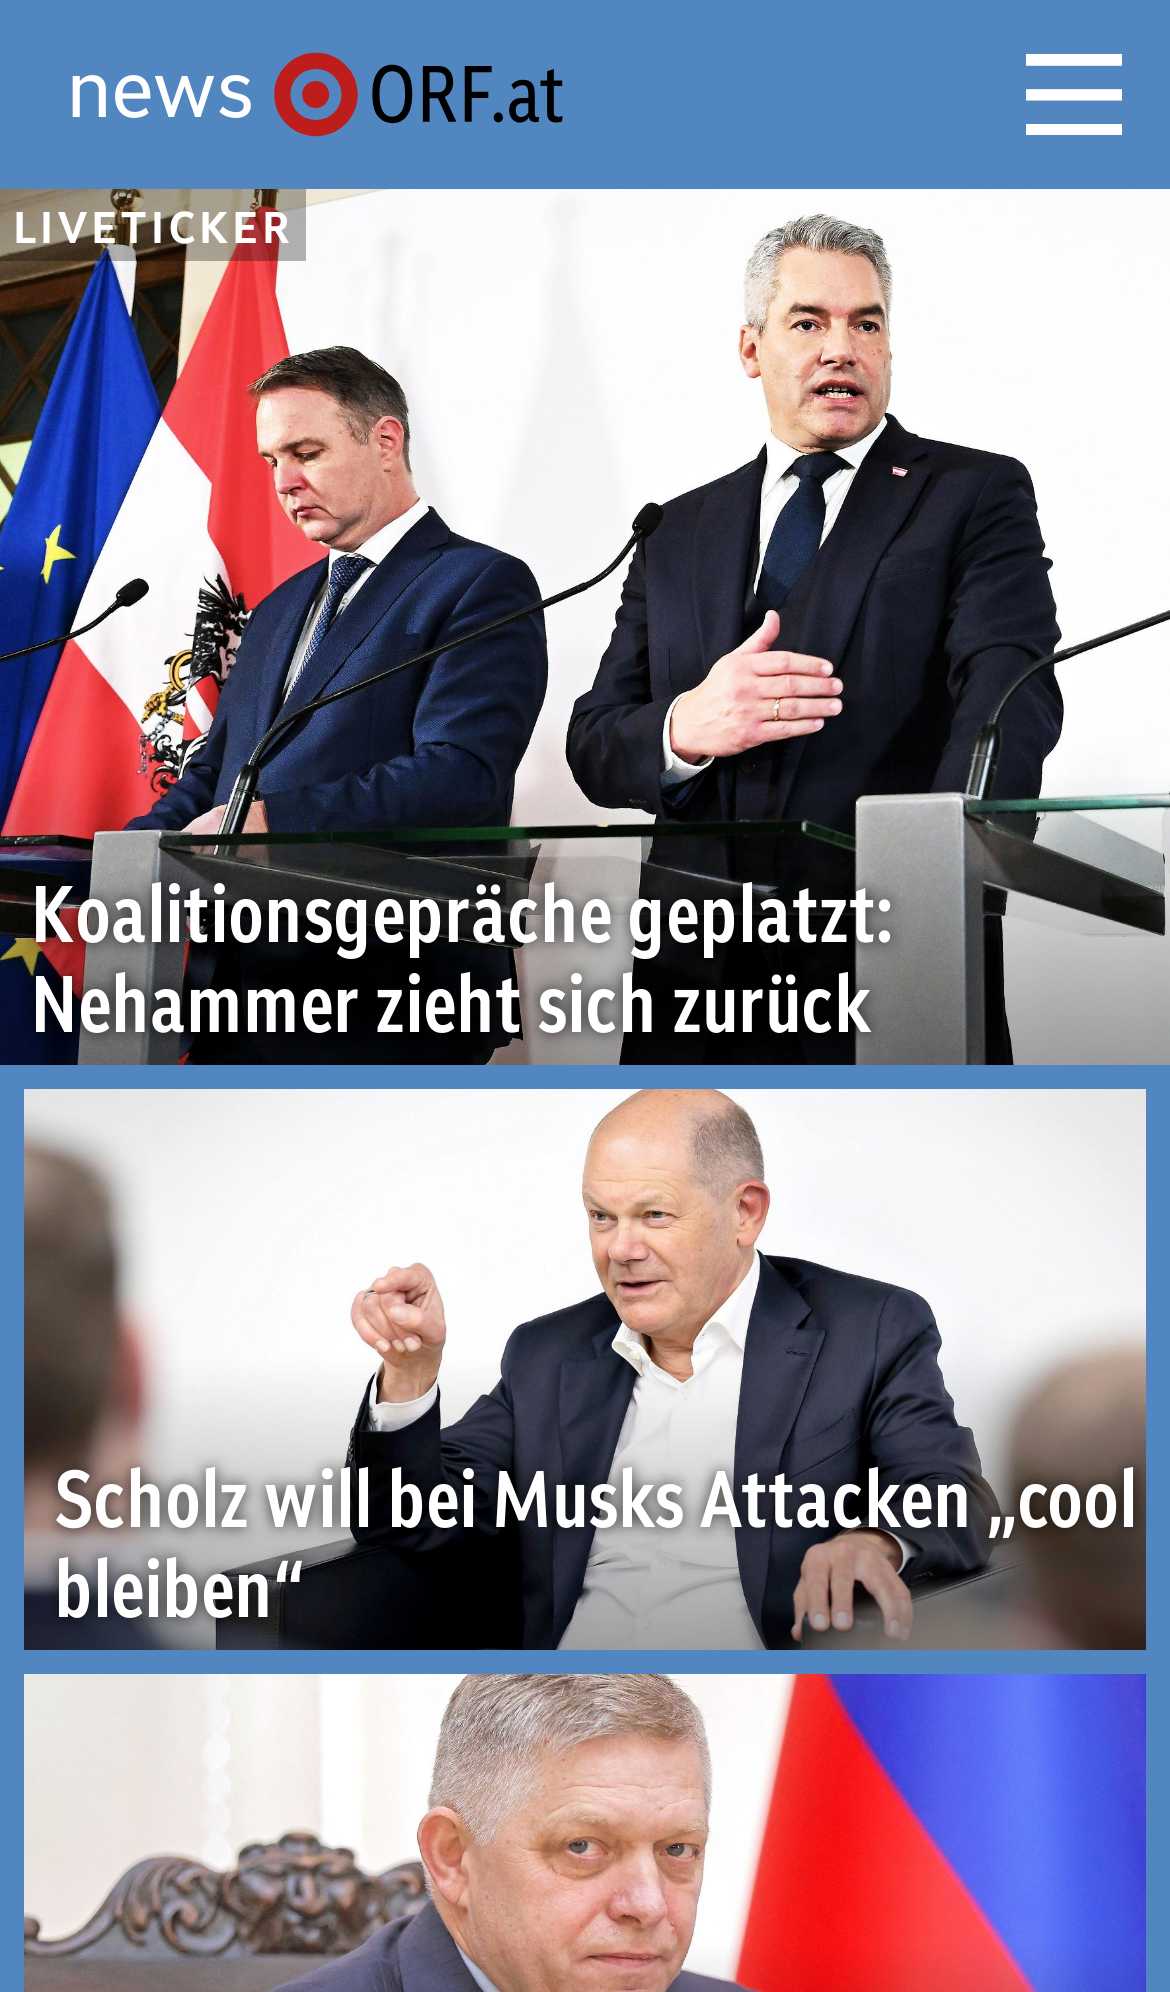 news ORF.at
LIVETICKER
Koalitionsgepräche geplatzt:
Nehammer zieht sich zurück
Scholz will bei Musks Attacken „cool
bleiben“